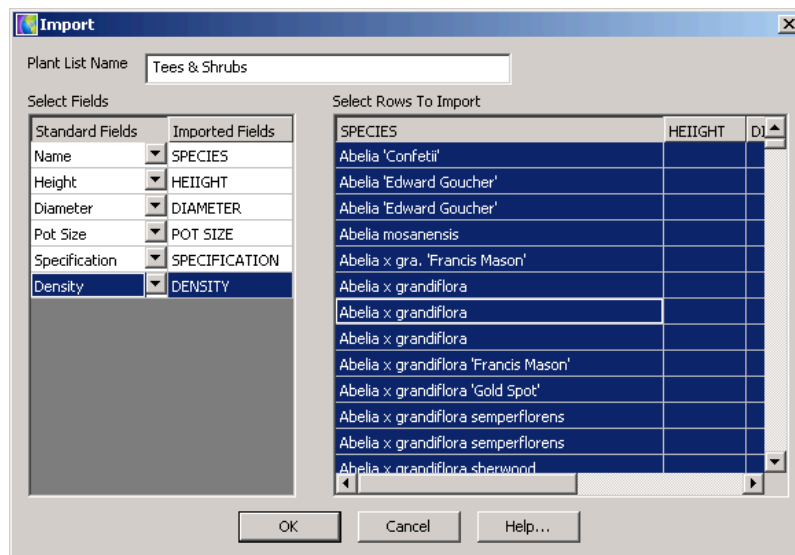 Import
Plant List Name Tees & Shrubs
Select Fields
Standard Fields Imported Fields
Name SPECIES
Height HEIIGHT
Diameter DIAMETER
Pot Size POT SIZE
Specification SPECIFICATION
Density DENSITY
Select Rows To Import
SPECIES HEIIGHT
Abelia 'Confetii'
Abelia 'Edward Goucher'
Abelia 'Edward Goucher'
Abelia mosanensis
Abelia x gra. 'Francis Mason'
Abelia x grandiflora
Abelia x grandiflora
Abelia x grandiflora
Abelia x grandiflora 'Francis Mason'
Abelia x grandiflora 'Gold Spot'
Abelia x grandiflora semperflorens
Abelia x grandiflora semperflorens
Abelia x grandiflora sherwood
OK Cancel Help...